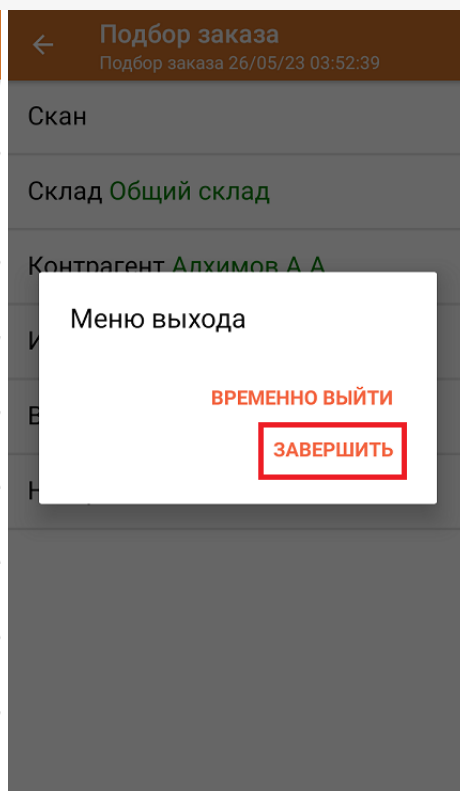 Подбор заказа
Подбор заказа 26/05/23 03:52:39
Скан
Склад Общий склад
Контрагент Алхимов А.А.
Меню выхода
ВРЕМЕННО ВЫЙТИ
ЗАВЕРШИТЬ